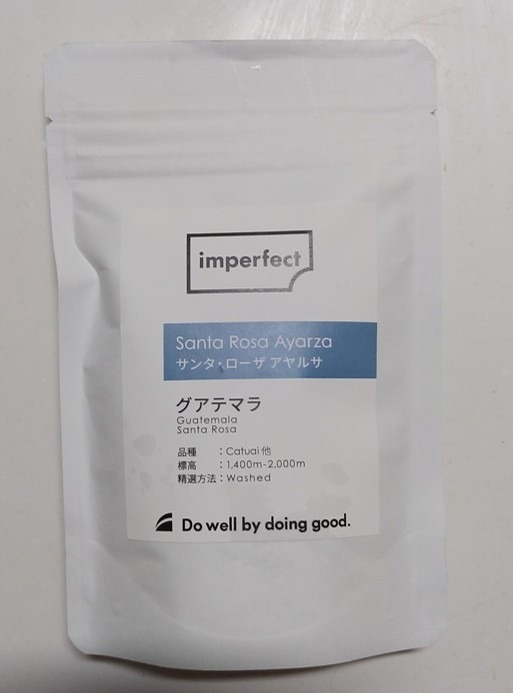 imperfect
Santa Rosa Ayarza
サンタ・ローザ アヤルサ
グアテマラ
Guatemala
Santa Rosa
品種　　：Catuai 他
標高　　：1,400m-2,000m
精選方法：Washed
Do well by doing good.